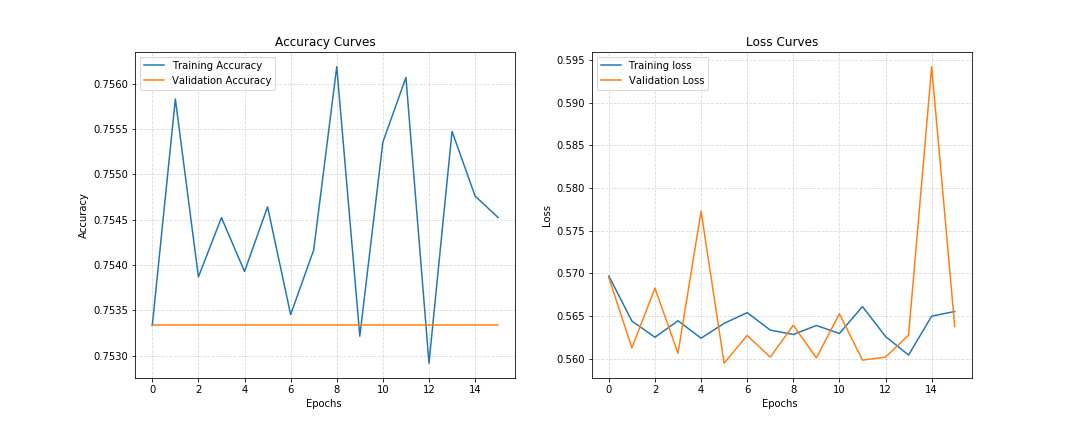 Accuracy Curves
Training Accuracy
Validation Accuracy
Accuracy
0.7560
0.7555
0.7550
0.7545
0.7540
0.7535
0.7530
0 2 4 6 8 10 12 14
Epochs
Loss Curves
Training loss
Validation Loss
Loss
0.595
0.590
0.585
0.580
0.575
0.570
0.565
0.560
0 2 4 6 8 10 12 14
Epochs